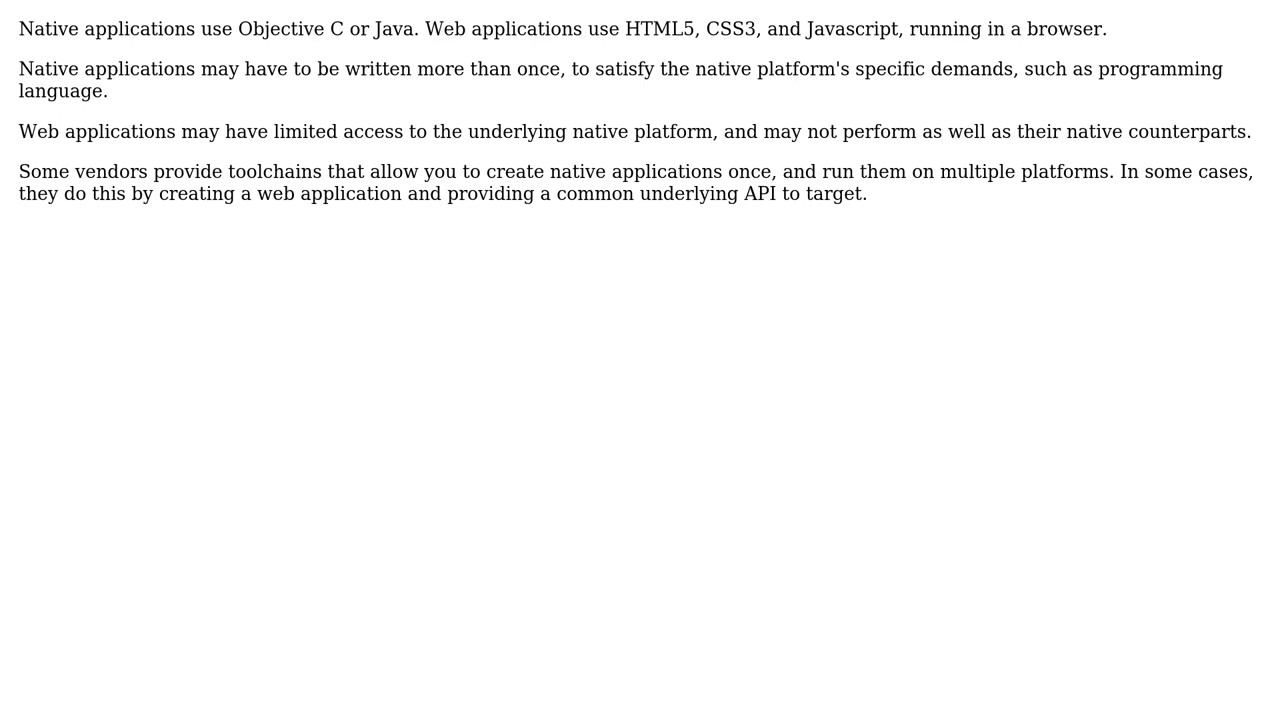 Native applications use Objective C or Java. Web applications use HTML5, CSS3, and Javascript, running in a browser.
Native applications may have to be written more than once, to satisfy the native platform's specific demands, such as programming
language.
Web applications may have limited access to the underlying native platform, and may not perform as well as their native counterparts.
Some vendors provide toolchains that allow you to create native applications once, and run them on multiple platforms. In some cases,
they do this by creating a web application and providing a common underlying API to target.